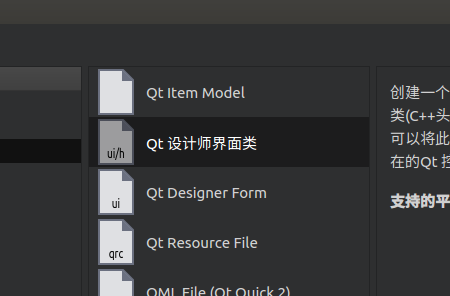 Qt Item Model
ui/h
Qt 设计师界面类
ui
Qt Designer Form
qrc
Qt Resource File
QML File (Qt Quick 2)
创建一个
类(C++头
可以将此
在的Qt 控
支持的平